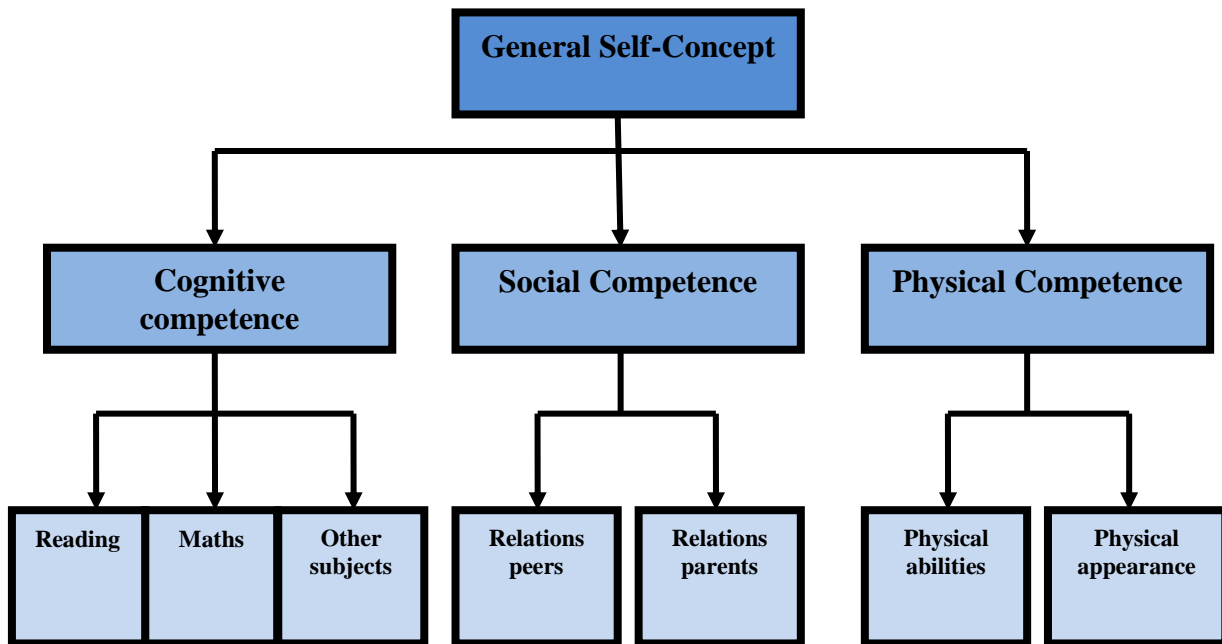 General Self-Concept
Cognitive
competence
Social Competence
Physical Competence
Reading
Maths
Other
subjects
Relations
peers
Relations
parents
Physical
abilities
Physical
appearance